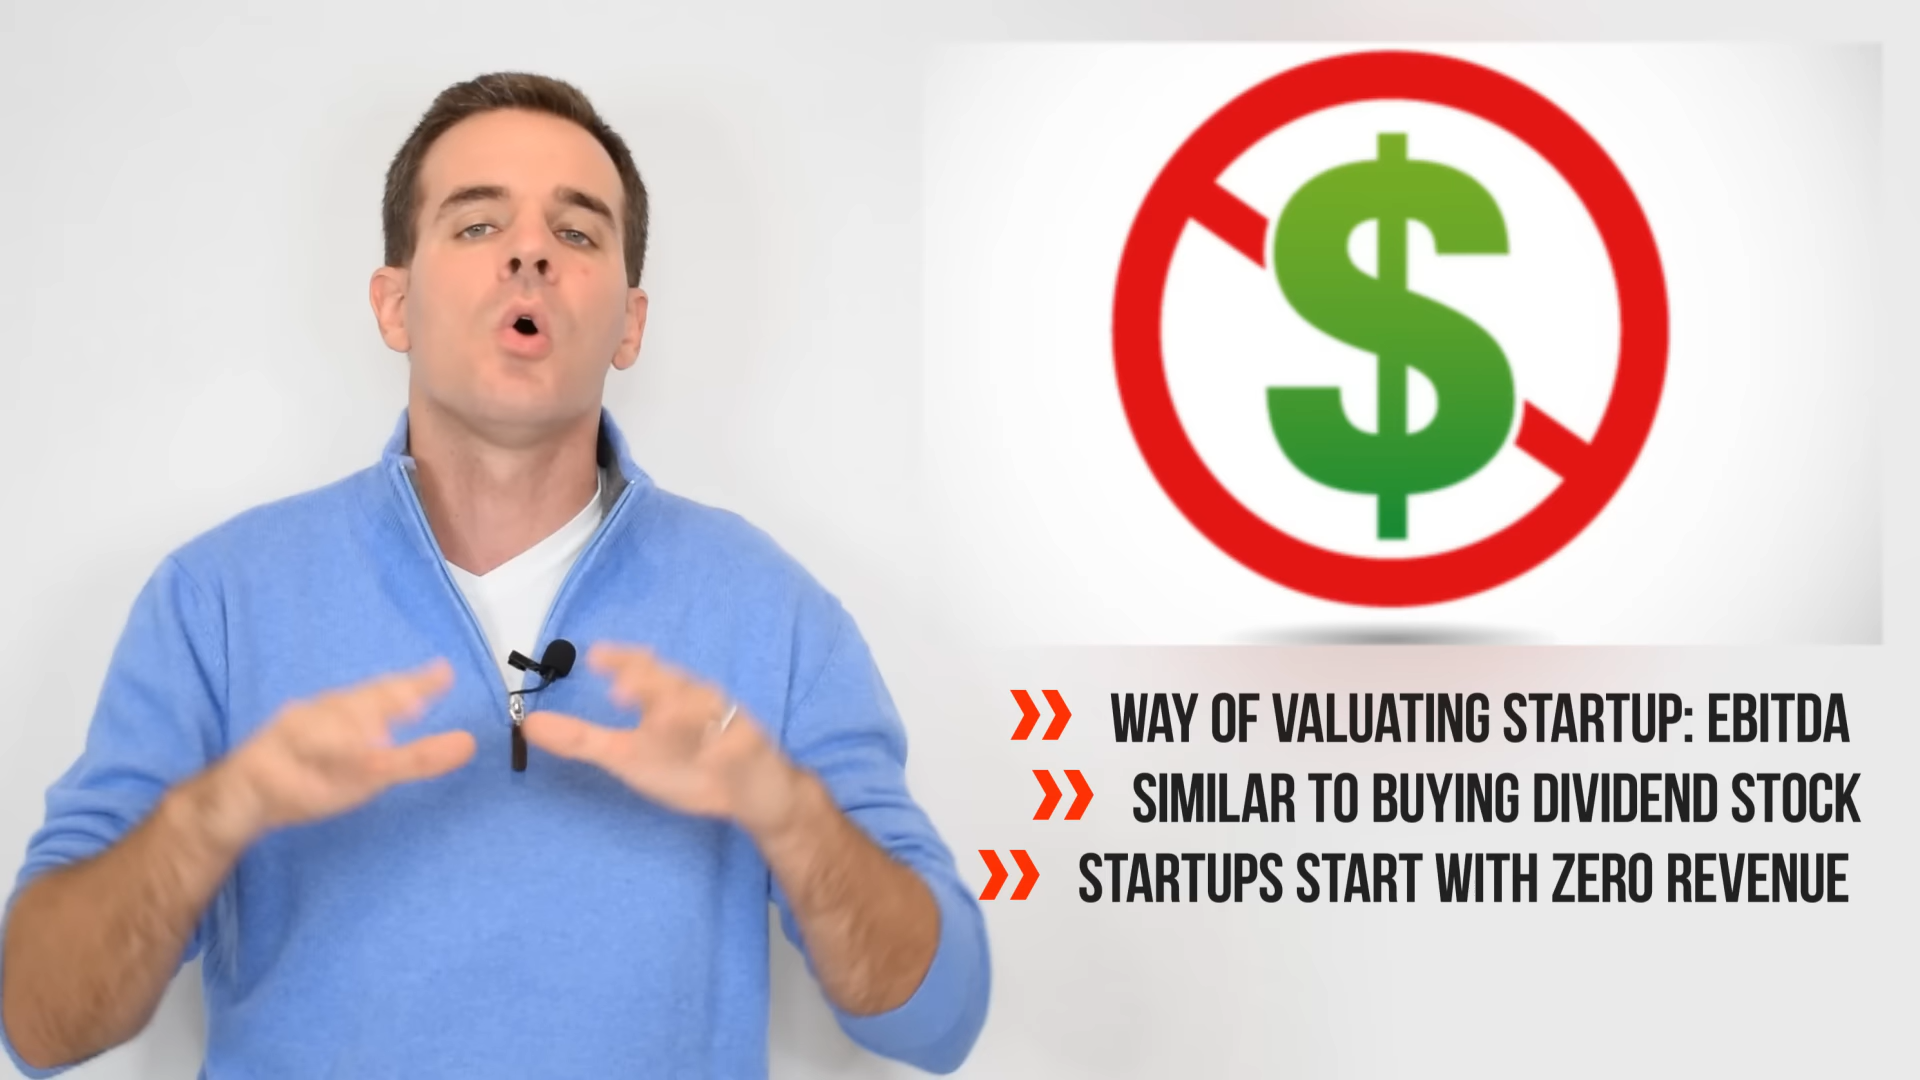 WAY OF VALUATING STARTUP: EBITDA
SIMILAR TO BUYING DIVIDEND STOCK
STARTUPS START WITH ZERO REVENUE